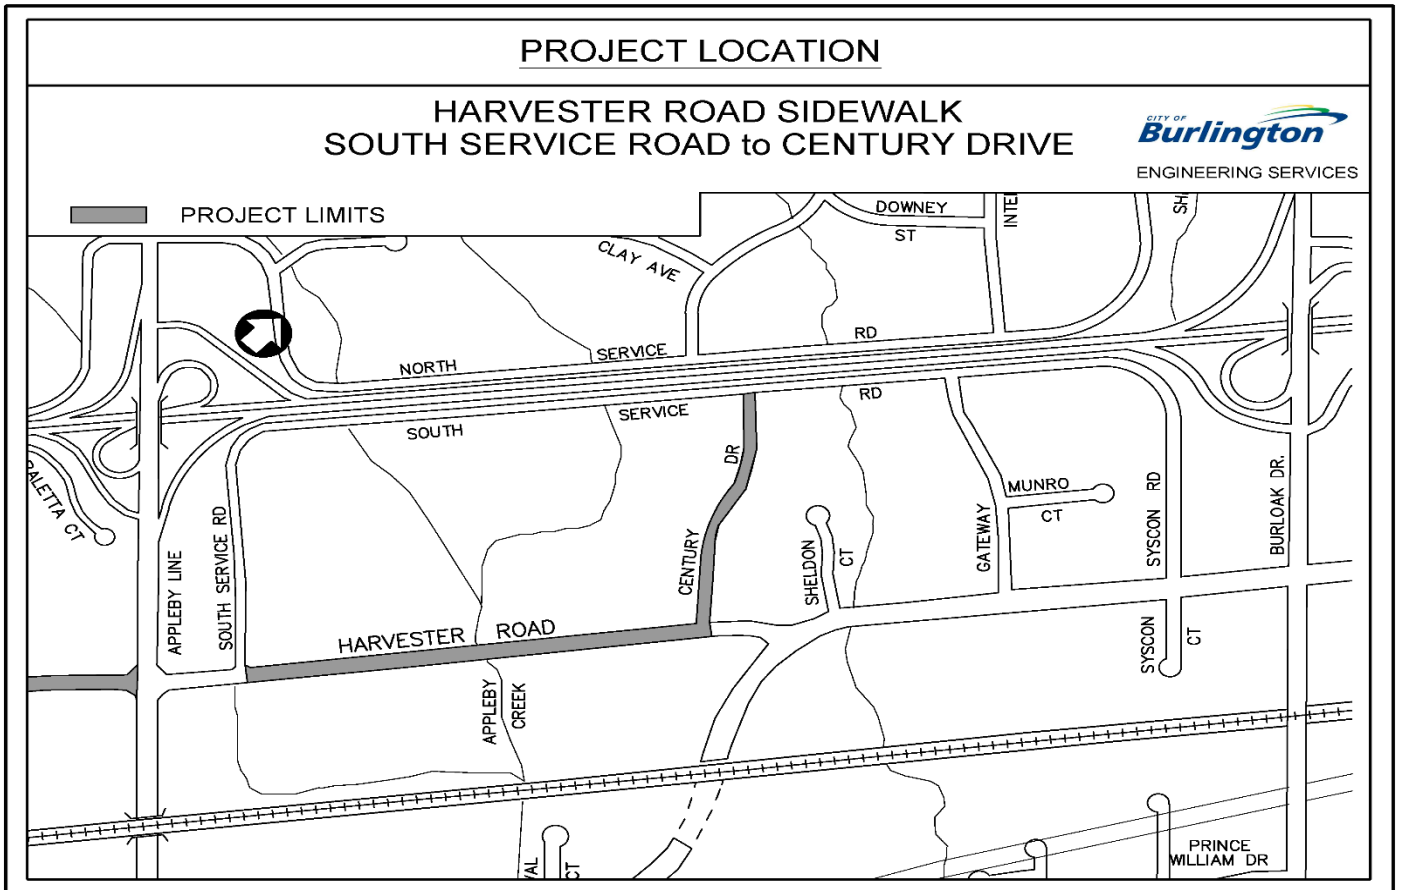 PROJECT LOCATION
HARVESTER ROAD SIDEWALK
SOUTH SERVICE ROAD to CENTURY DRIVE
CITY OF
Burlington
ENGINEERING SERVICES
PROJECT LIMITS
DOWNEY
ST
CLAY AVE
NORTH
SERVICE
RD
SOUTH
SERVICE
RD
CENTURY
DR
MUNRO
CT
GATEWAY
SHELDON
CT
SYSCON RD
BURLOAK DR.
APPLEBY LINE
SOUTH SERVICE RD
HARVESTER ROAD
SYSCON
CT
APPLEBY
CREEK
CT
PRINCE
WILLIAM DR